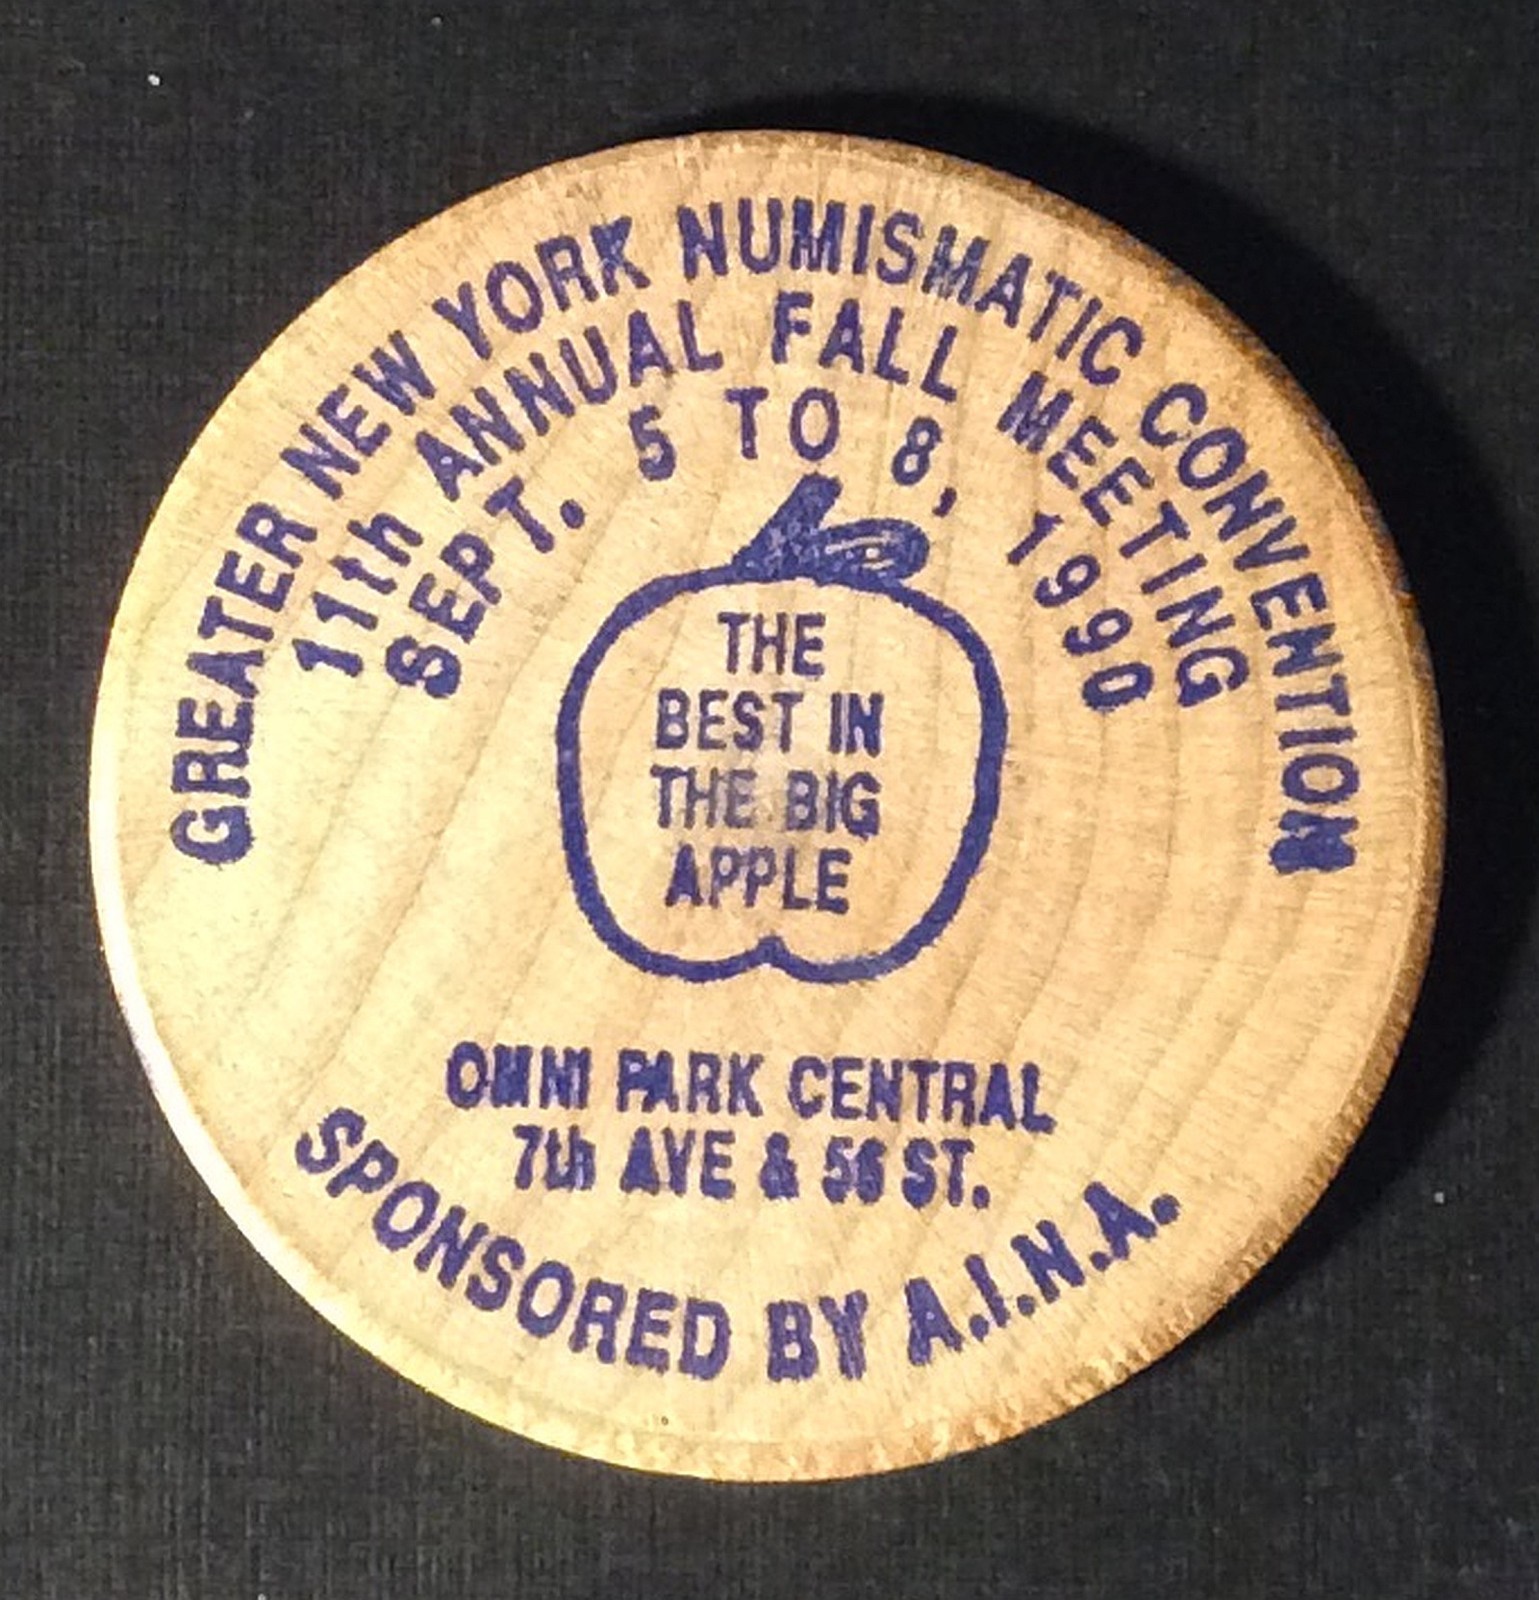 GREATER NEW YORK NUMISMATIC CONVENTION
11th ANNUAL FALL MEETING
SEPT. 5 TO 8, 1990
THE
BEST IN
THE BIG
APPLE
OMNI PARK CENTRAL
7th AVE & 56 ST.
SPONSORED BY A.I.N.A.